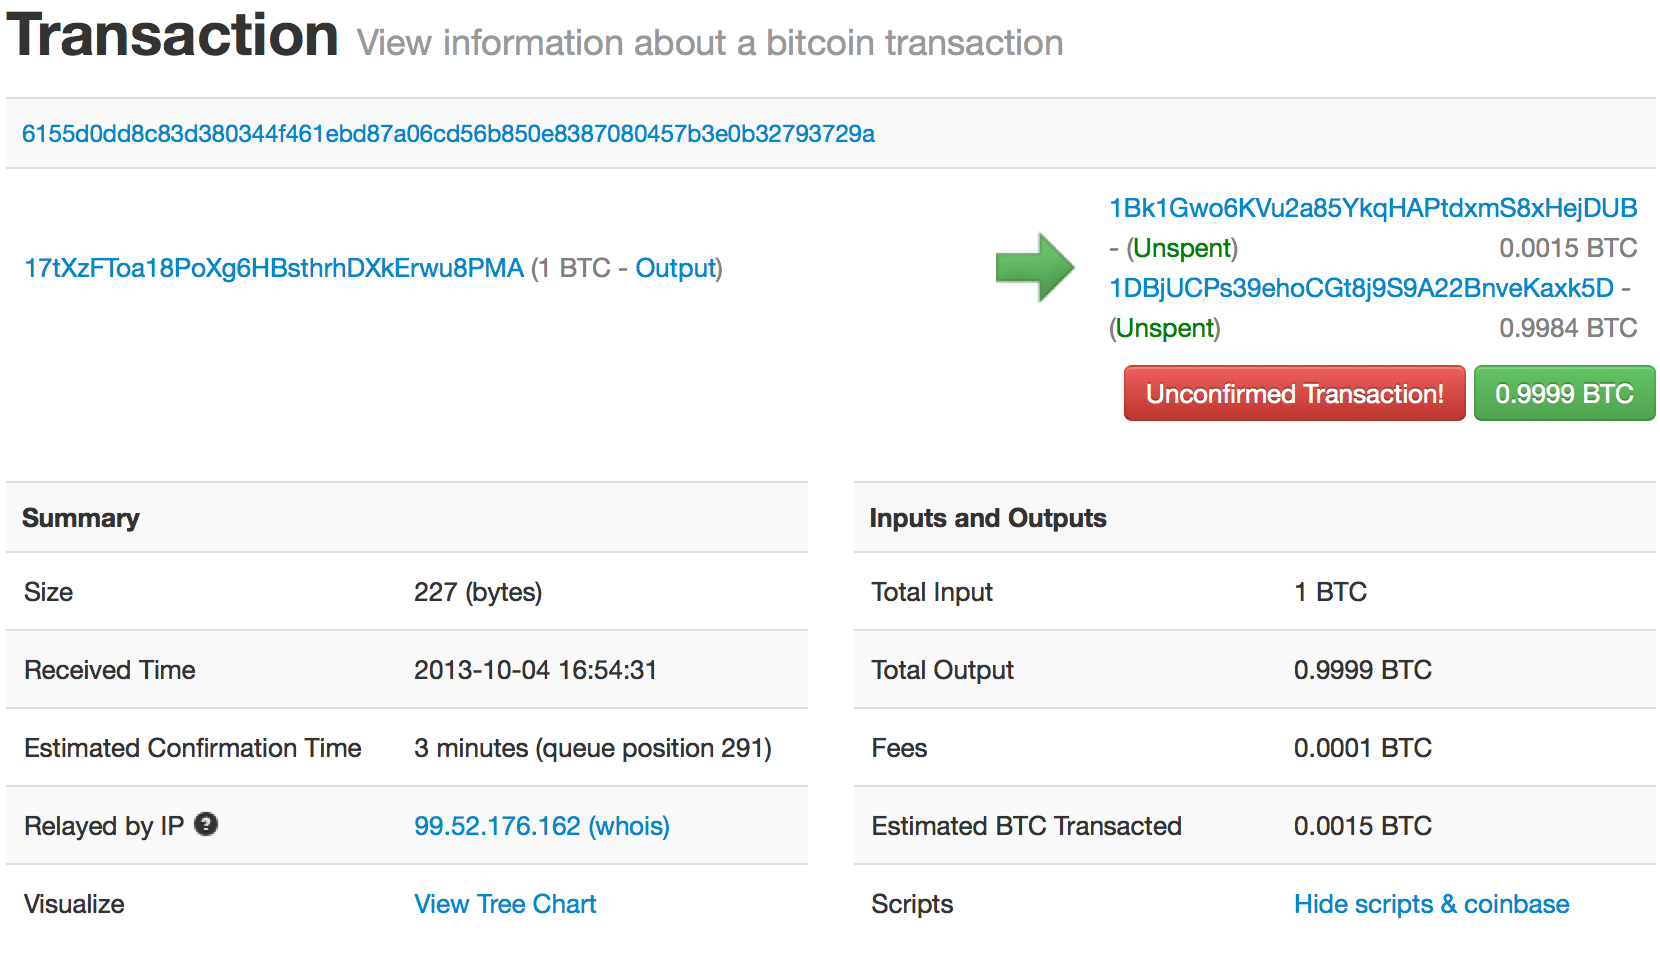 Transaction View information about a bitcoin transaction
6155d0dd8c83d380344f461ebd87a06cd56b850e8387080457b3e0b32793729a
17tXzFToa18PoXg6HBsthrhDXkErwu8PMA (1 BTC - Output)
1Bk1Gwo6KVu2a85YkqHAPtdxmS8xHejDUB
- (Unspent) 0.0015 BTC
1DBjUCPs39ehoCGt8j9S9A22BnveKaxk5D -
(Unspent) 0.9984 BTC
Unconfirmed Transaction! 0.9999 BTC
Summary
Size 227 (bytes)
Received Time 2013-10-04 16:54:31
Estimated Confirmation Time 3 minutes (queue position 291)
Relayed by IP ? 99.52.176.162 (whois)
Visualize View Tree Chart
Inputs and Outputs
Total Input 1 BTC
Total Output 0.9999 BTC
Fees 0.0001 BTC
Estimated BTC Transacted 0.0015 BTC
Scripts Hide scripts & coinbase